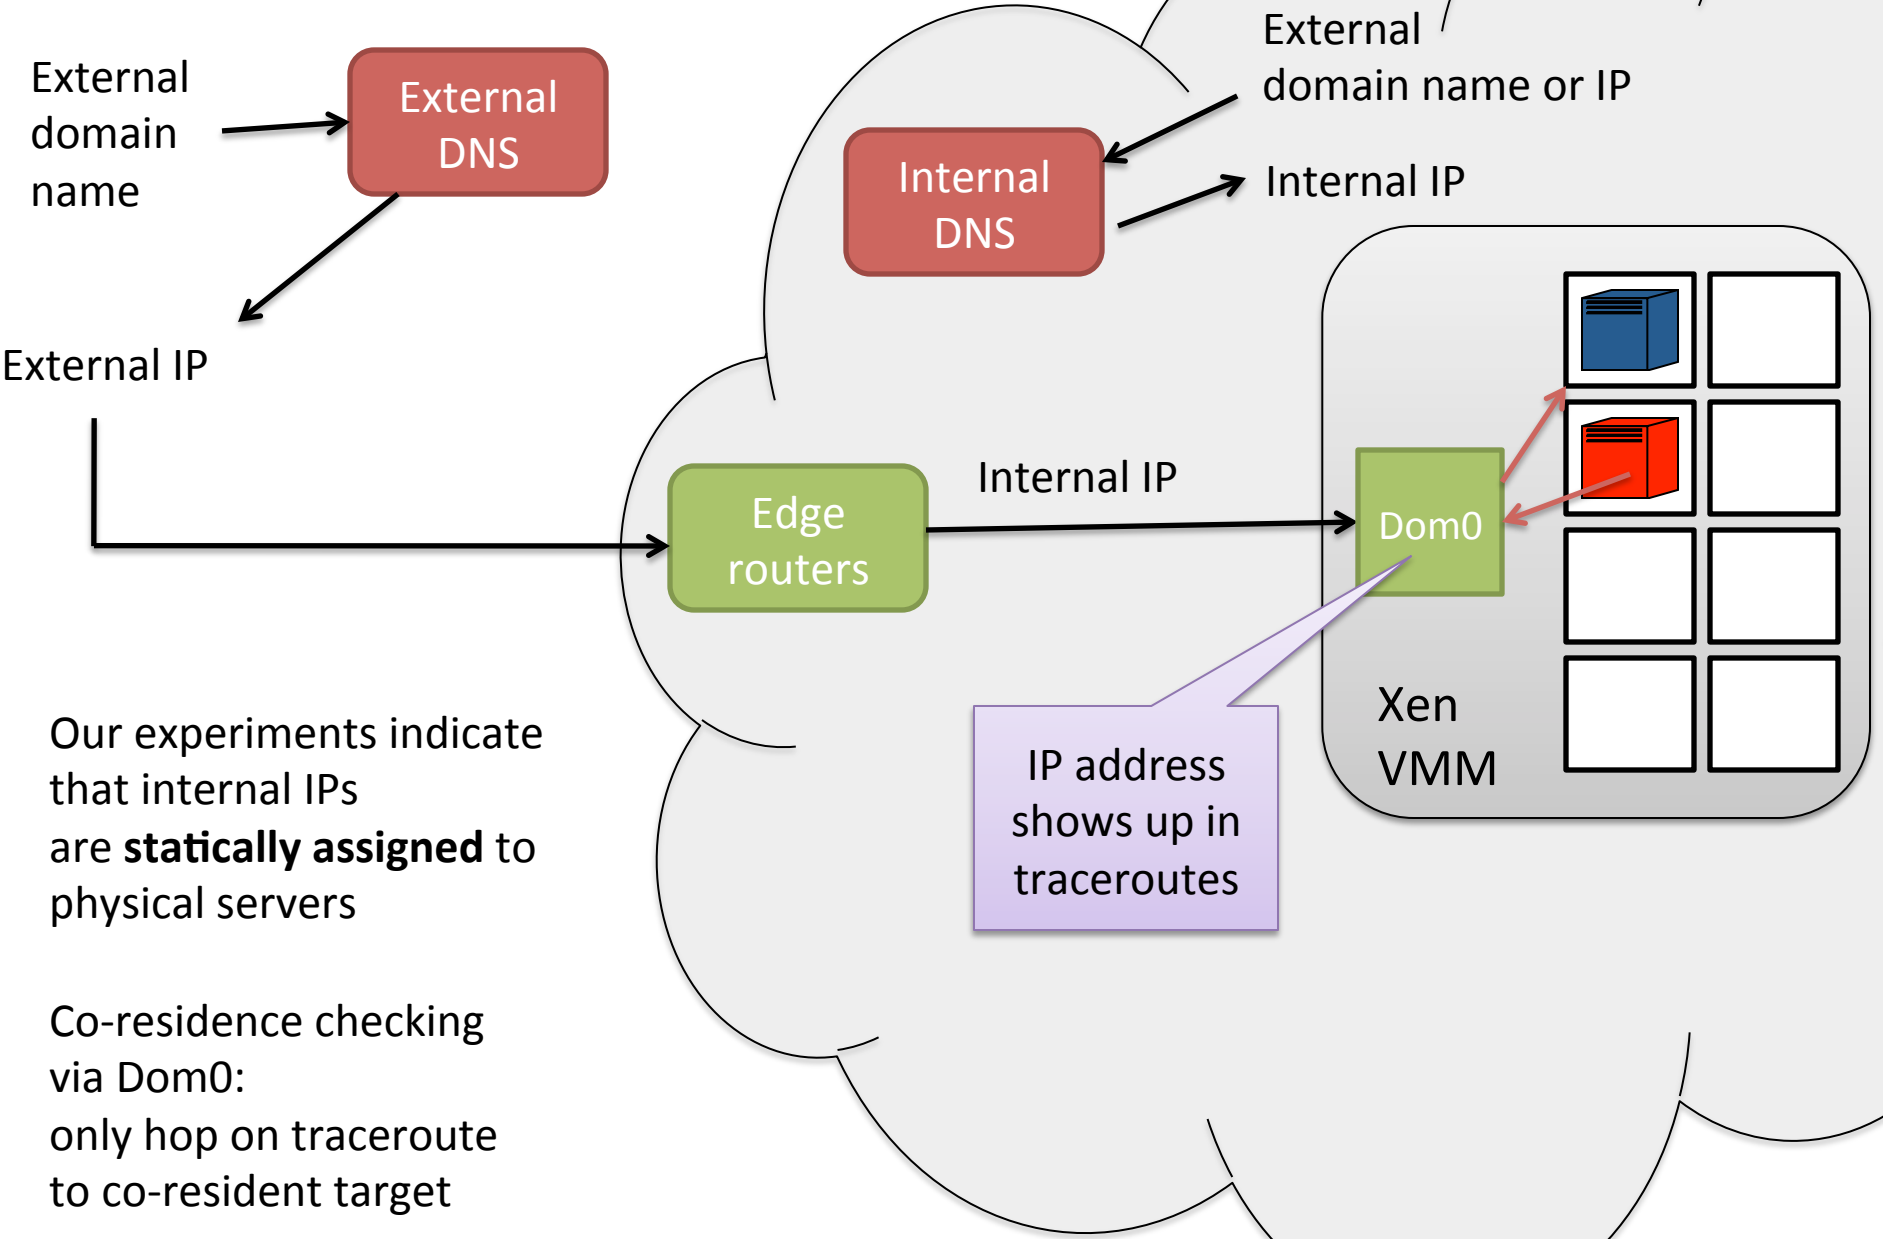 External
domain
name
External
DNS
External
domain name or IP
Internal
DNS
Internal IP
External IP
Edge
routers
Internal IP
Dom0
Xen
VMM
IP address
shows up in
traceroutes
Our experiments indicate
that internal IPs
are statically assigned to
physical servers
Co-residence checking
via Dom0:
only hop on traceroute
to co-resident target